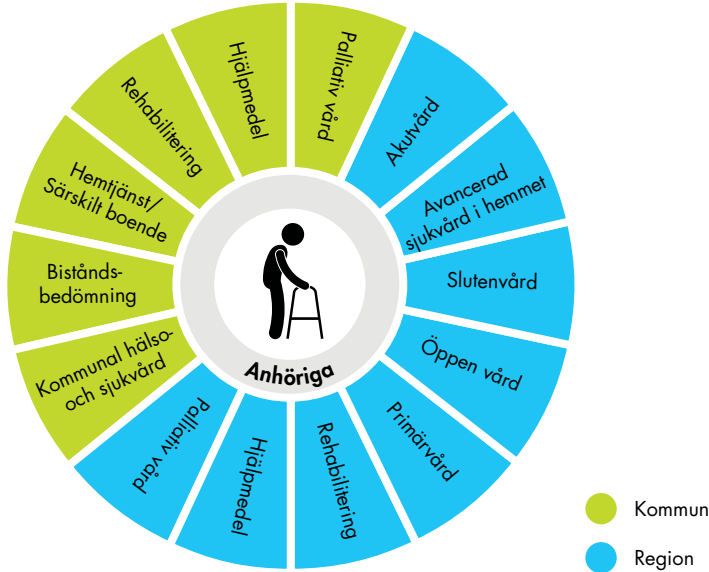 Palliativ vård
Akutvård
Avancerad
sjukvård i hemmet
Slutenvård
Öppen vård
Primärvård
Rehabilitering
Hjälpmedel
Palliativ vård
Kommunal hälso-
och sjukvård
Bistånds-
bedömning
Hemtjänst/
Särskilt boende
Rehabilitering
Hjälpmedel
Anhöriga
Kommun
Region